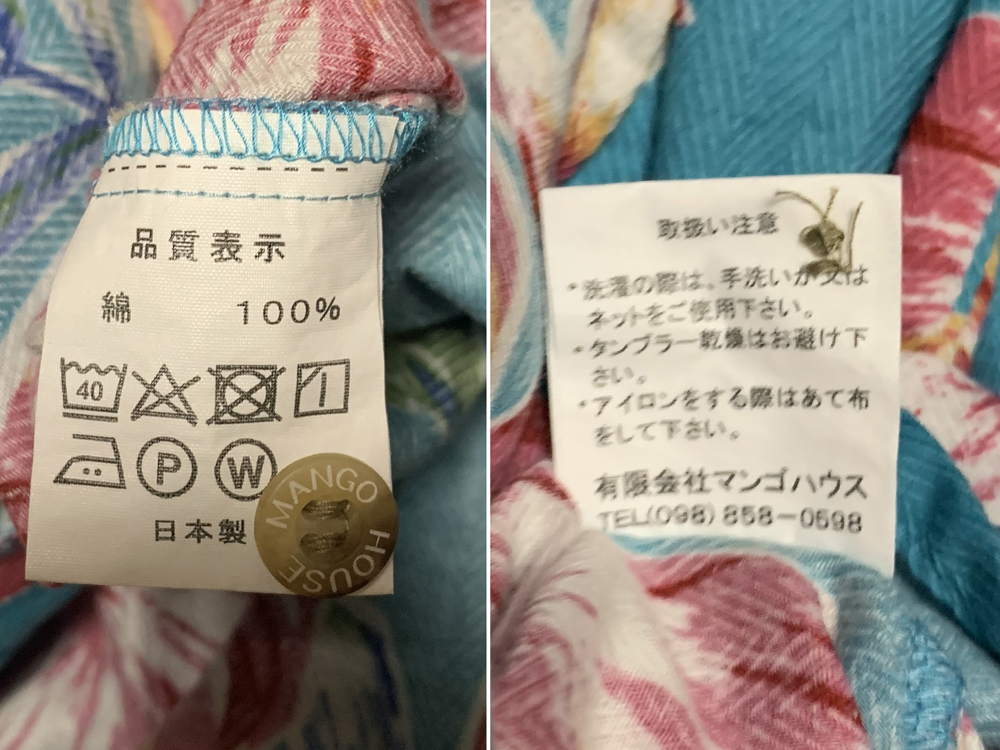 品質表示
綿 100%
40
P W
日本製
MANGO HOUSE
取扱い注意
・洗濯の際は、手洗いか又は
ネットをご使用下さい。
・タンブラー乾燥はお避け下
さい。
・アイロンをする際はあて布
をして下さい。
有限会社マンゴハウス
TEL(098) 858-0598